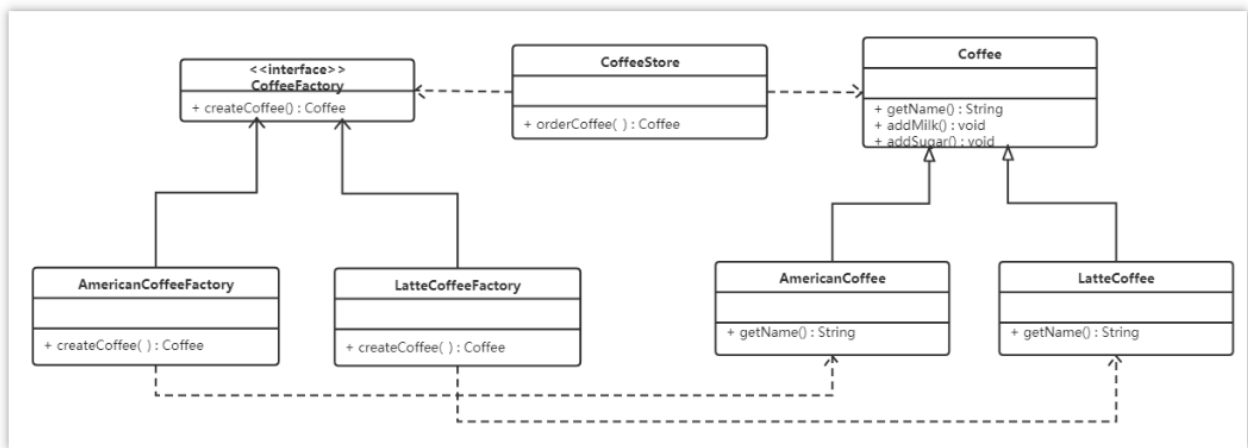 <<interface>>
CoffeeFactory
+ createCoffee() : Coffee
CoffeeStore
+ orderCoffee( ) : Coffee
Coffee
+ getName() : String
+ addMilk() : void
+ addSugar() : void
AmericanCoffeeFactory
+ createCoffee( ) : Coffee
LatteCoffeeFactory
+ createCoffee( ) : Coffee
AmericanCoffee
+ getName() : String
LatteCoffee
+ getName() : String